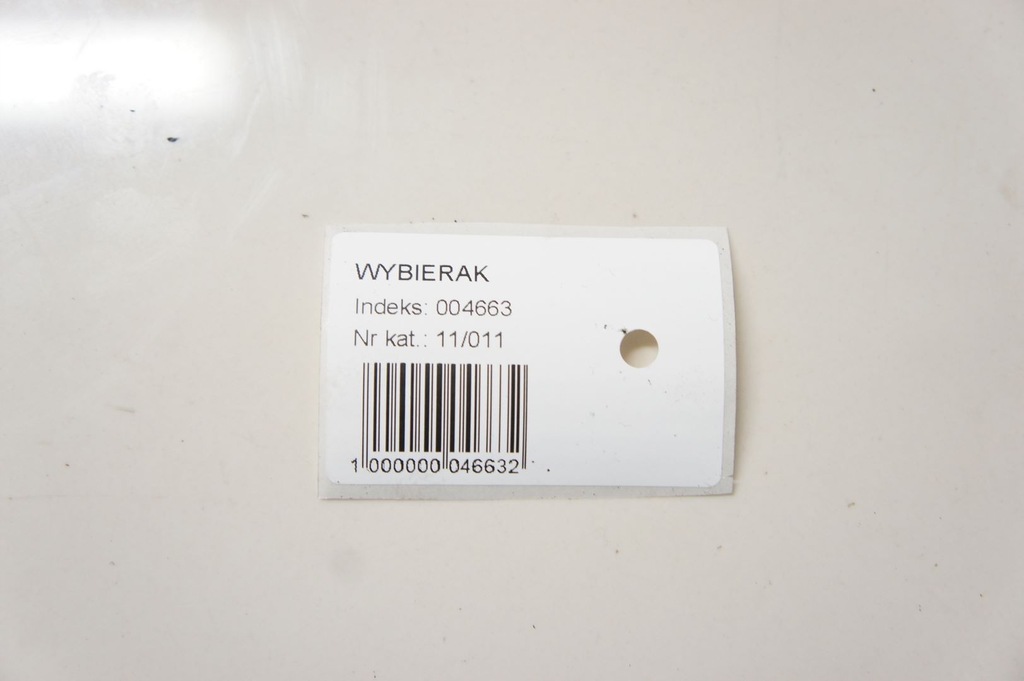 WYBIERAK
Indeks: 004663
Nr kat.: 11/011
1 000000 046632